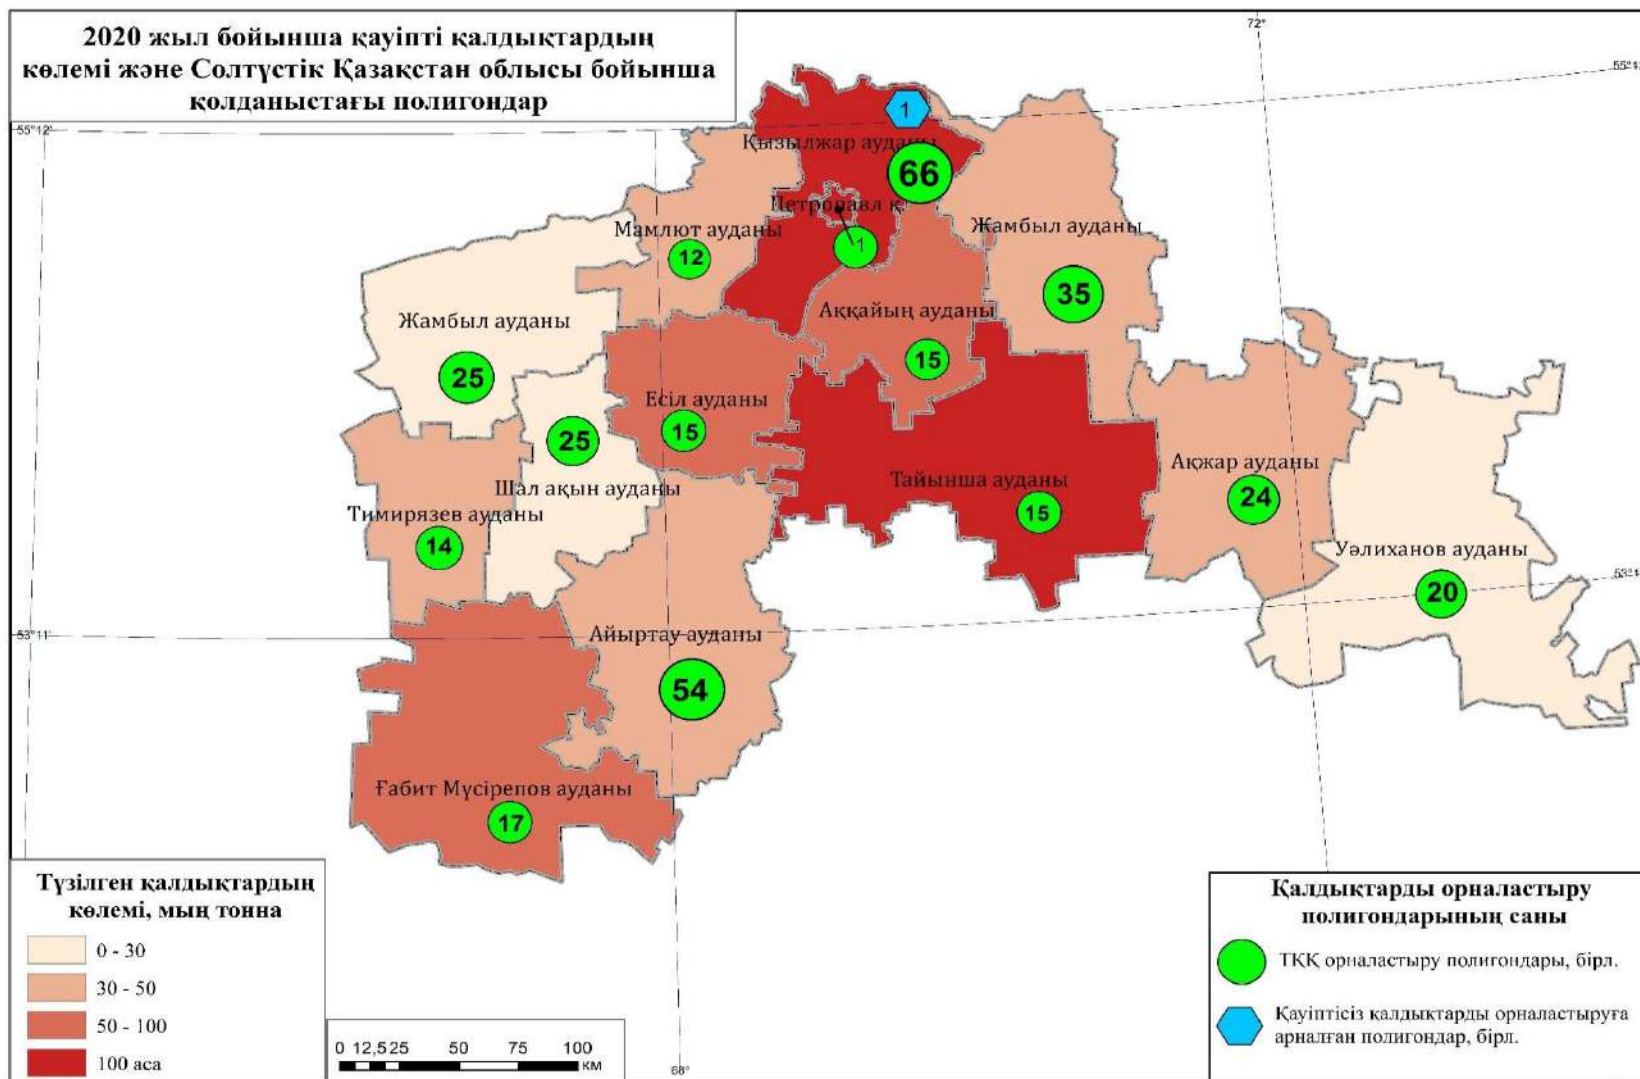 2020 жыл бойынша қауіпті қалдықтардың
көлемі және Солтүстік Қазақстан облысы бойынша
қолданыстағы полигондар
72°
55°12'
1
Қызылжар ауданы
66
Петропавл қ.
1
Мамлют ауданы
12
Жамбыл ауданы
35
Жамбыл ауданы
25
Аққайың ауданы
15
Есіл ауданы
15
25
Шал ақын ауданы
Тайынша ауданы
15
Ақжар ауданы
24
Тимирязев ауданы
14
Уәлиханов ауданы
20
53°11'
Айыртау ауданы
54
Ғабит Мүсірепов ауданы
17
Түзілген қалдықтардың
көлемі, мың тонна
0 - 30
30 - 50
50 - 100
100 аса
0 12,5 25 50 75 100
км
68°
Қалдықтарды орналастыру
полигондарының саны
ТҚҚ орналастыру полигондары, бірл.
Қауіптісіз қалдықтарды орналастыруға
арналған полигондар, бірл.